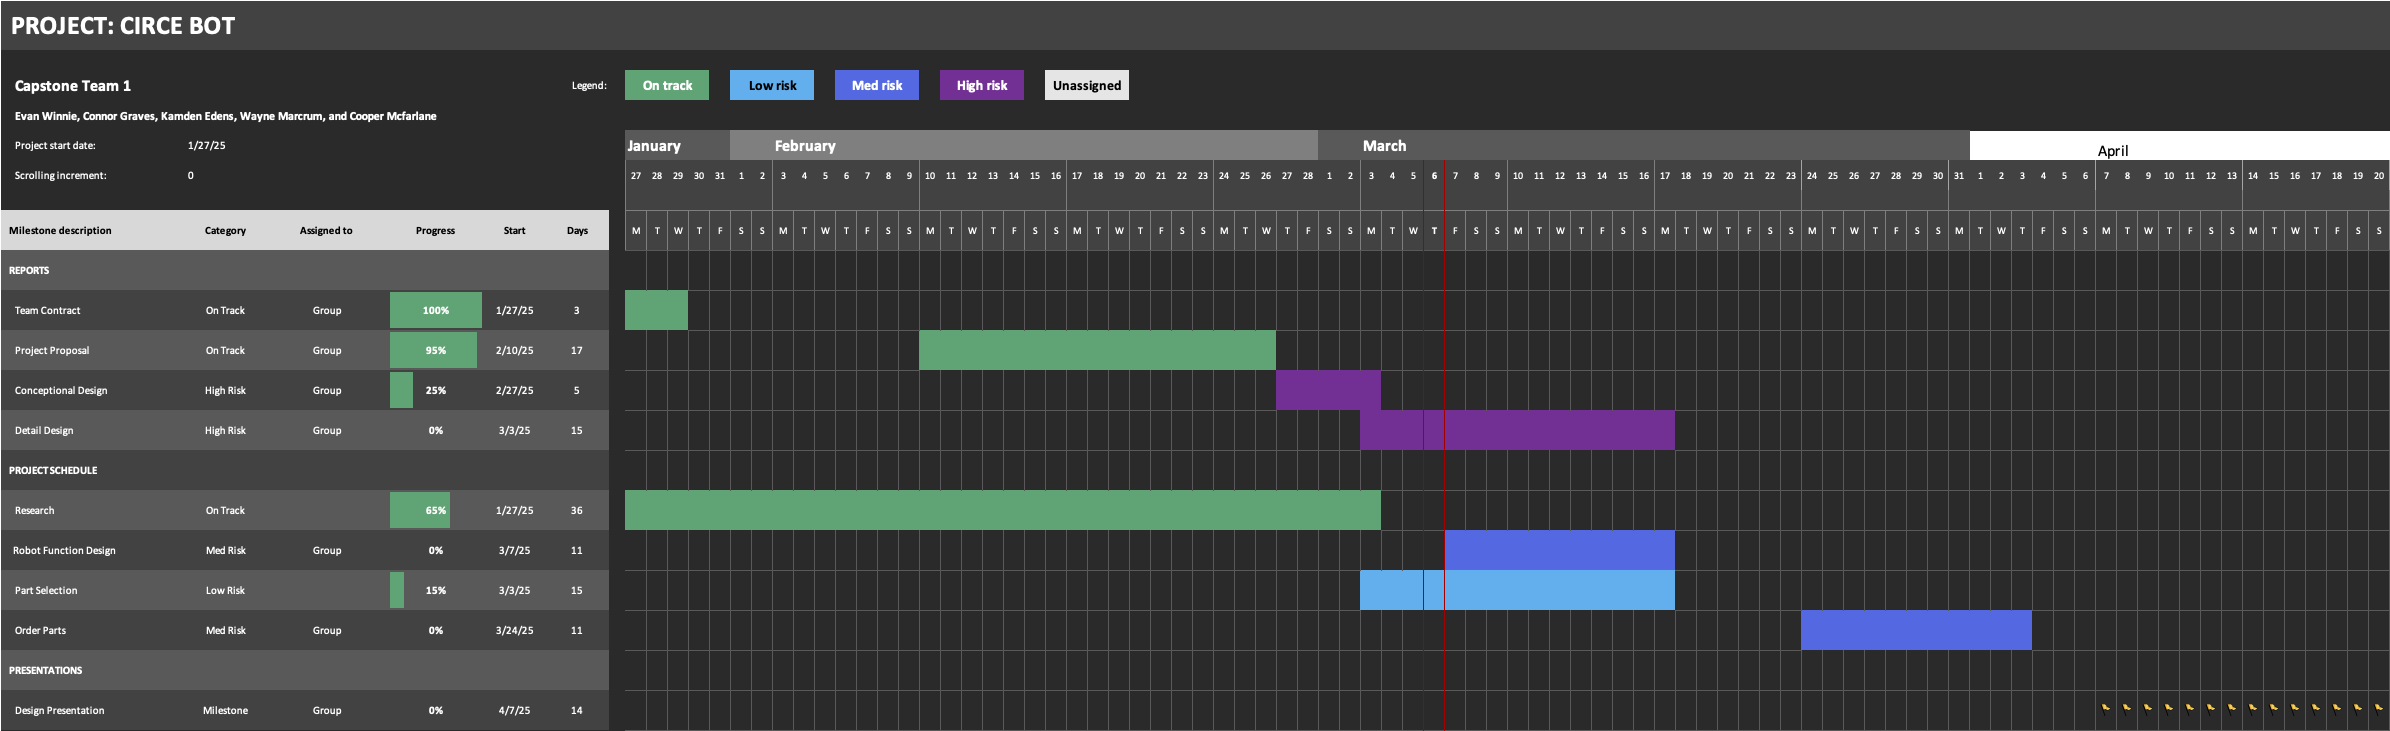 PROJECT: CIRCE BOT
Capstone Team 1
Legend: On track Low risk Med risk High risk Unassigned
Evan Winnie, Connor Graves, Kamden Edens, Wayne Marcrum, and Cooper Mcfarlane
Project start date: 1/27/25
January February March April
Scrolling increment: 0
27 28 29 30 31 1 2 3 4 5 6 7 8 9 10 11 12 13 14 15 16 17 18 19 20 21 22 23 24 25 26 27 28 1 2 3 4 5 6 7 8 9 10 11 12 13 14 15 16 17 18 19 20 21 22 23 24 25 26 27 28 29 30 31 1 2 3 4 5 6 7 8 9 10 11 12 13 14 15 16 17 18 19 20
Milestone description Category Assigned to Progress Start Days M T W T F S S M T W T F S S M T W T F S S M T W T F S S M T W T F S S M T W T F S S M T W T F S S M T W T F S S M T W T F S S M T W T F S S M T W T F S S M T W T F S S
REPORTS
Team Contract On Track Group 100% 1/27/25 3
Project Proposal On Track Group 95% 2/10/25 17
Conceptional Design High Risk Group 25% 2/27/25 5
Detail Design High Risk Group 0% 3/3/25 15
PROJECT SCHEDULE
Research On Track 65% 1/27/25 36
Robot Function Design Med Risk Group 0% 3/7/25 11
Part Selection Low Risk 15% 3/3/25 15
Order Parts Med Risk Group 0% 3/24/25 11
PRESENTATIONS
Design Presentation Milestone Group 0% 4/7/25 14